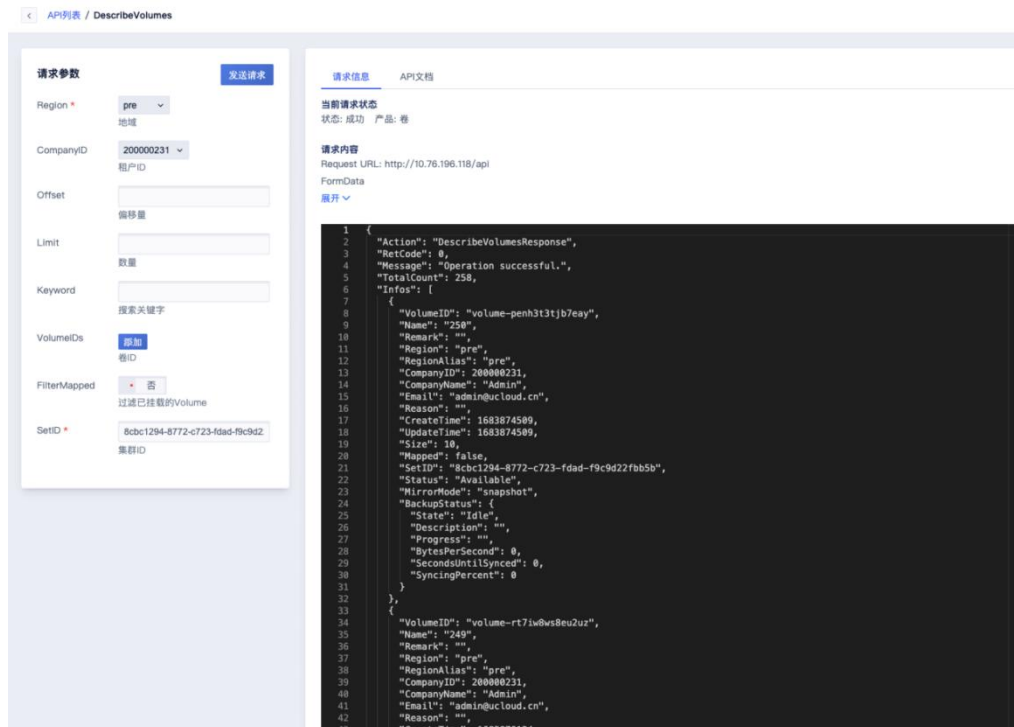 API列表 / DescribeVolumes
请求参数
发送请求
Region *
pre
地域
CompanyID
200000231
租户ID
Offset
偏移量
Limit
数量
Keyword
搜索关键字
VolumeIDs
添加
卷ID
FilterMapped
否
过滤已挂载的Volume
SetID *
8cbc1294-8772-c723-fdad-f9c9d2
集群ID
请求信息 API文档
当前请求状态
状态: 成功 产品: 卷
请求内容
Request URL: http://10.76.196.118/api
FormData
展开
1 {
2 "Action": "DescribeVolumesResponse",
3 "RetCode": 0,
4 "Message": "Operation successful.",
5 "TotalCount": 258,
6 "Infos": [
7 {
8 "VolumeID": "volume-penh3t3tjb7eay",
9 "Name": "250",
10 "Remark": "",
11 "Region": "pre",
12 "RegionAlias": "pre",
13 "CompanyID": 200000231,
14 "CompanyName": "Admin",
15 "Email": "admin@ucloud.cn",
16 "Reason": "",
17 "CreateTime": 1683874509,
18 "UpdateTime": 1683874509,
19 "Size": 10,
20 "Mapped": false,
21 "SetID": "8cbc1294-8772-c723-fdad-f9c9d22fbb5b",
22 "Status": "Available",
23 "MirrorMode": "snapshot",
24 "BackupStatus": {
25 "State": "Idle",
26 "Description": "",
27 "Progress": "",
28 "BytesPerSecond": 0,
29 "SecondsUntilSynced": 0,
30 "SyncingPercent": 0
31 }
32 },
33 {
34 "VolumeID": "volume-rt7iw8ws8eu2uz",
35 "Name": "249",
36 "Remark": "",
37 "Region": "pre",
38 "RegionAlias": "pre",
39 "CompanyID": 200000231,
40 "CompanyName": "Admin",
41 "Email": "admin@ucloud.cn",
42 "Reason": "",